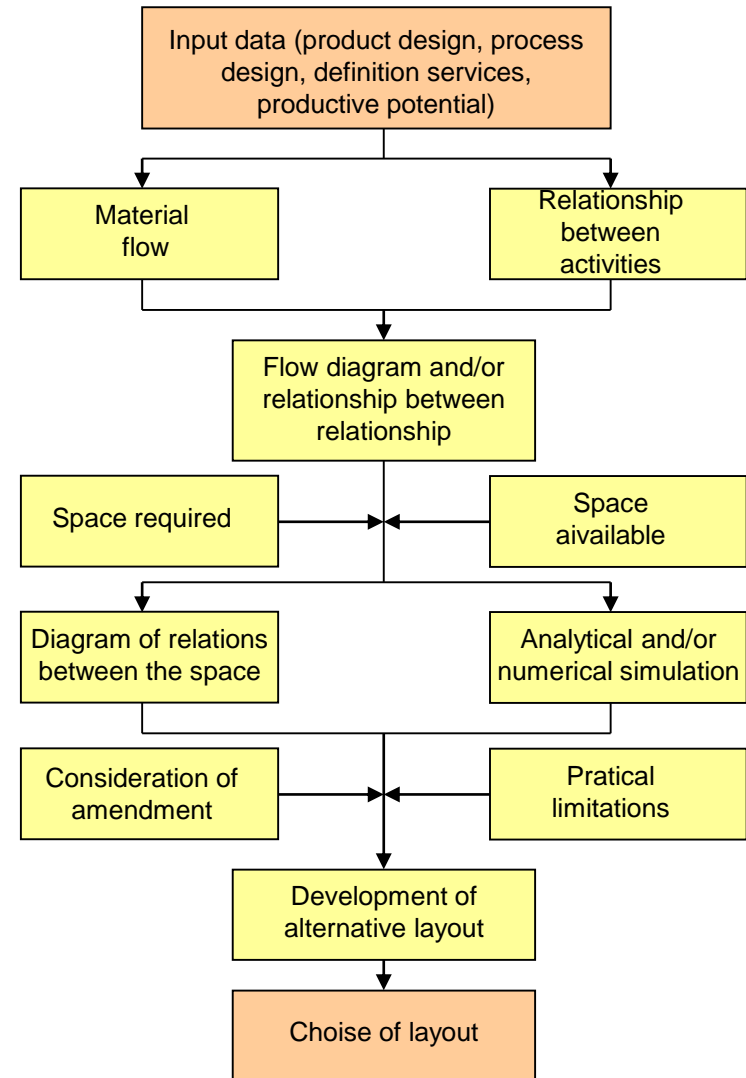 Input data (product design, process
design, definition services,
productive potential)
Material
flow
Relationship
between
activities
Flow diagram and/or
relationship between
relationship
Space required
Space
aivailable
Diagram of relations
between the space
Analytical and/or
numerical simulation
Consideration of
amendment
Pratical
limitations
Development of
alternative layout
Choise of layout